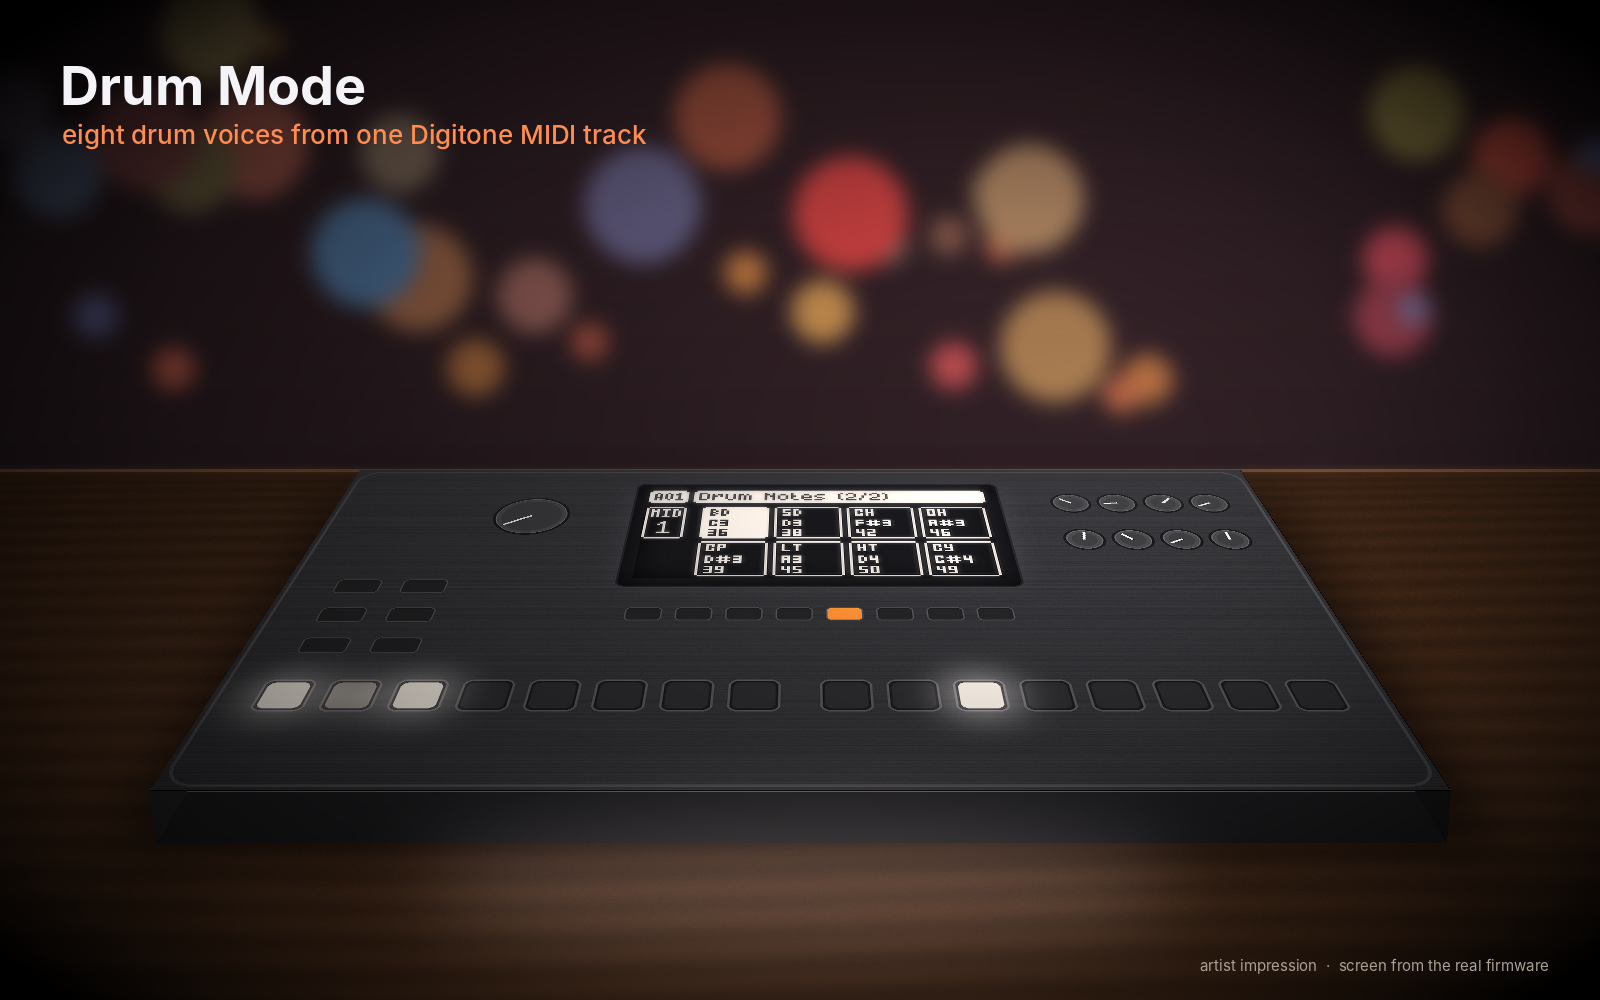 Drum Mode
eight drum voices from one Digitone MIDI track
A01 Drum Notes (2/2)
MID BD SD CH OH
1 C3 D3 F#3 A#3
36 38 42 46
CP LT HT CY
D#3 A3 D4 C#4
39 45 50 49
artist impression · screen from the real firmware